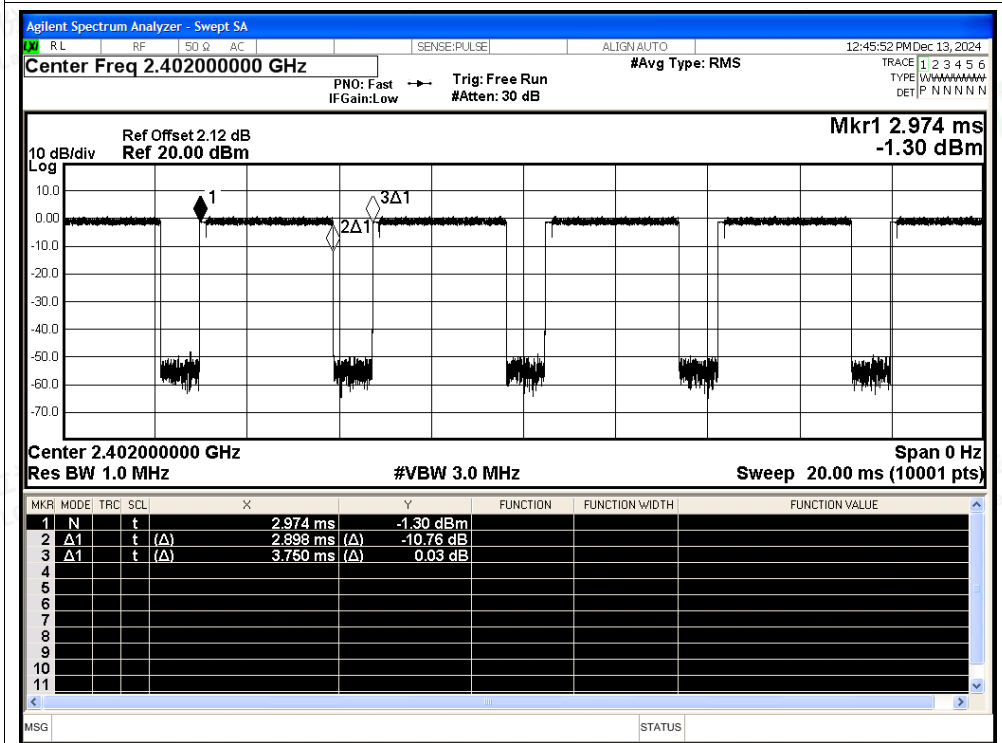 Agilent Spectrum Analyzer - Swept SA
LXI RL RF 50 Ω AC SENSE:PULSE ALIGN AUTO 12:45:52 PM Dec 13, 2024
Center Freq 2.402000000 GHz #Avg Type: RMS TRACE 1 2 3 4 5 6
PNO: Fast Trig: Free Run TYPE
IFGain:Low #Atten: 30 dB DET P N N N N N
Mkr1 2.974 ms
Ref Offset 2.12 dB
10 dB/div Ref 20.00 dBm -1.30 dBm
Log
10.0
1 3Δ1
0.00
2Δ1
-10.0
-20.0
-30.0
-40.0
-50.0
-60.0
-70.0
Center 2.402000000 GHz Span 0 Hz
Res BW 1.0 MHz #VBW 3.0 MHz Sweep 20.00 ms (10001 pts)
MKR MODE TRC SCL X Y FUNCTION FUNCTION WIDTH FUNCTION VALUE
1 N t 2.974 ms -1.30 dBm
2 Δ1 t (Δ) 2.898 ms (Δ) -10.76 dB
3 Δ1 t (Δ) 3.750 ms (Δ) 0.03 dB
4
5
6
7
8
9
10
11
MSG STATUS